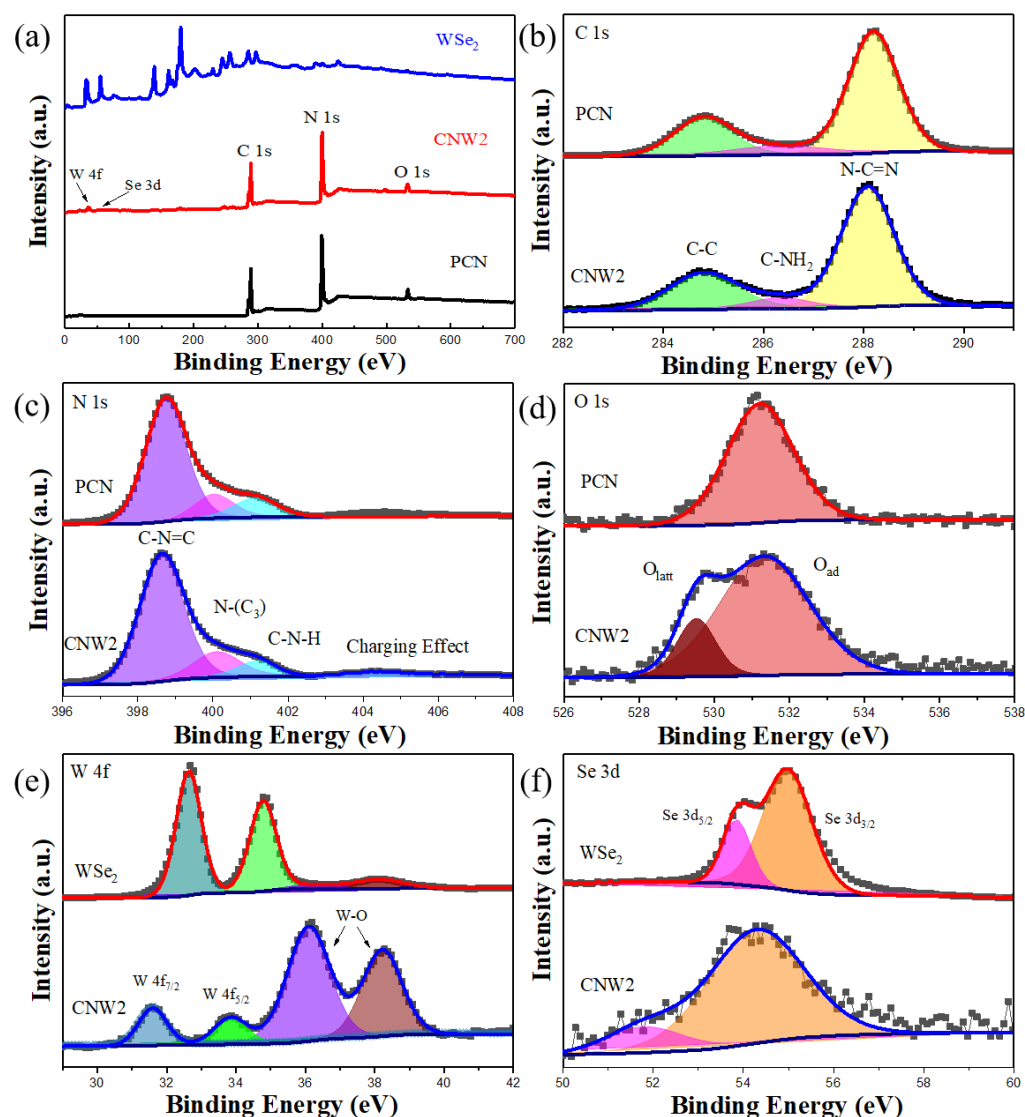 (a)
WSe2
CNW2
PCN
W 4f
Se 3d
C 1s
N 1s
O 1s
Intensity (a.u.)
0 100 200 300 400 500 600 700
Binding Energy (eV)
(b)
C 1s
PCN
N-C=N
C-C
C-NH2
CNW2
Intensity (a.u.)
282 284 286 288 290
Binding Energy (eV)
(c)
N 1s
PCN
C-N=C
N-(C3)
C-N-H
Charging Effect
CNW2
Intensity (a.u.)
396 398 400 402 404 406 408
Binding Energy (eV)
(d)
O 1s
PCN
Olatt
Oad
CNW2
Intensity (a.u.)
526 528 530 532 534 536 538
Binding Energy (eV)
(e)
W 4f
WSe2
W-O
W 4f7/2
W 4f5/2
CNW2
Intensity (a.u.)
30 32 34 36 38 40 42
Binding Energy (eV)
(f)
Se 3d
Se 3d5/2
Se 3d3/2
WSe2
CNW2
Intensity (a.u.)
50 52 54 56 58 60
Binding Energy (eV)